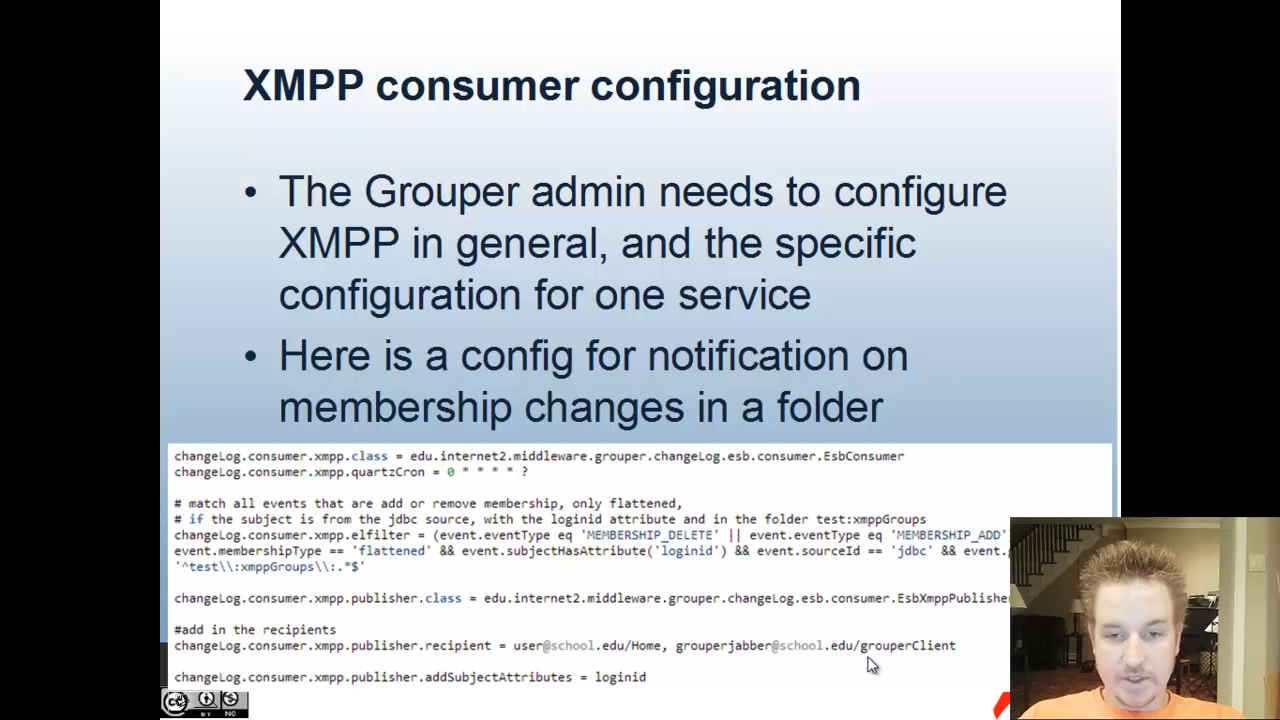 XMPP consumer configuration
• The Grouper admin needs to configure
XMPP in general, and the specific
configuration for one service
• Here is a config for notification on
membership changes in a folder
changeLog.consumer.xmpp.class = edu.internet2.middleware.grouper.changeLog.esb.consumer.EsbConsumer
changeLog.consumer.xmpp.quartzCron = 0 * * * * ?
# match all events that are add or remove membership, only flattened,
# if the subject is from the jdbc source, with the loginid attribute and in the folder test:xmppGroups
changeLog.consumer.xmpp.elfilter = (event.eventType eq 'MEMBERSHIP_DELETE' || event.eventType eq 'MEMBERSHIP_ADD'
event.membershipType == 'flattened' && event.subjectHasAttribute('loginid') && event.sourceId == 'jdbc' && event.
'^test\\:xmppGroups\\:.*$'
changeLog.consumer.xmpp.publisher.class = edu.internet2.middleware.grouper.changeLog.esb.consumer.EsbXmppPublisher
#add in the recipients
changeLog.consumer.xmpp.publisher.recipient = user@school.edu/Home, grouperjabber@school.edu/grouperClient
changeLog.consumer.xmpp.publisher.addSubjectAttributes = loginid
cc
BY NC